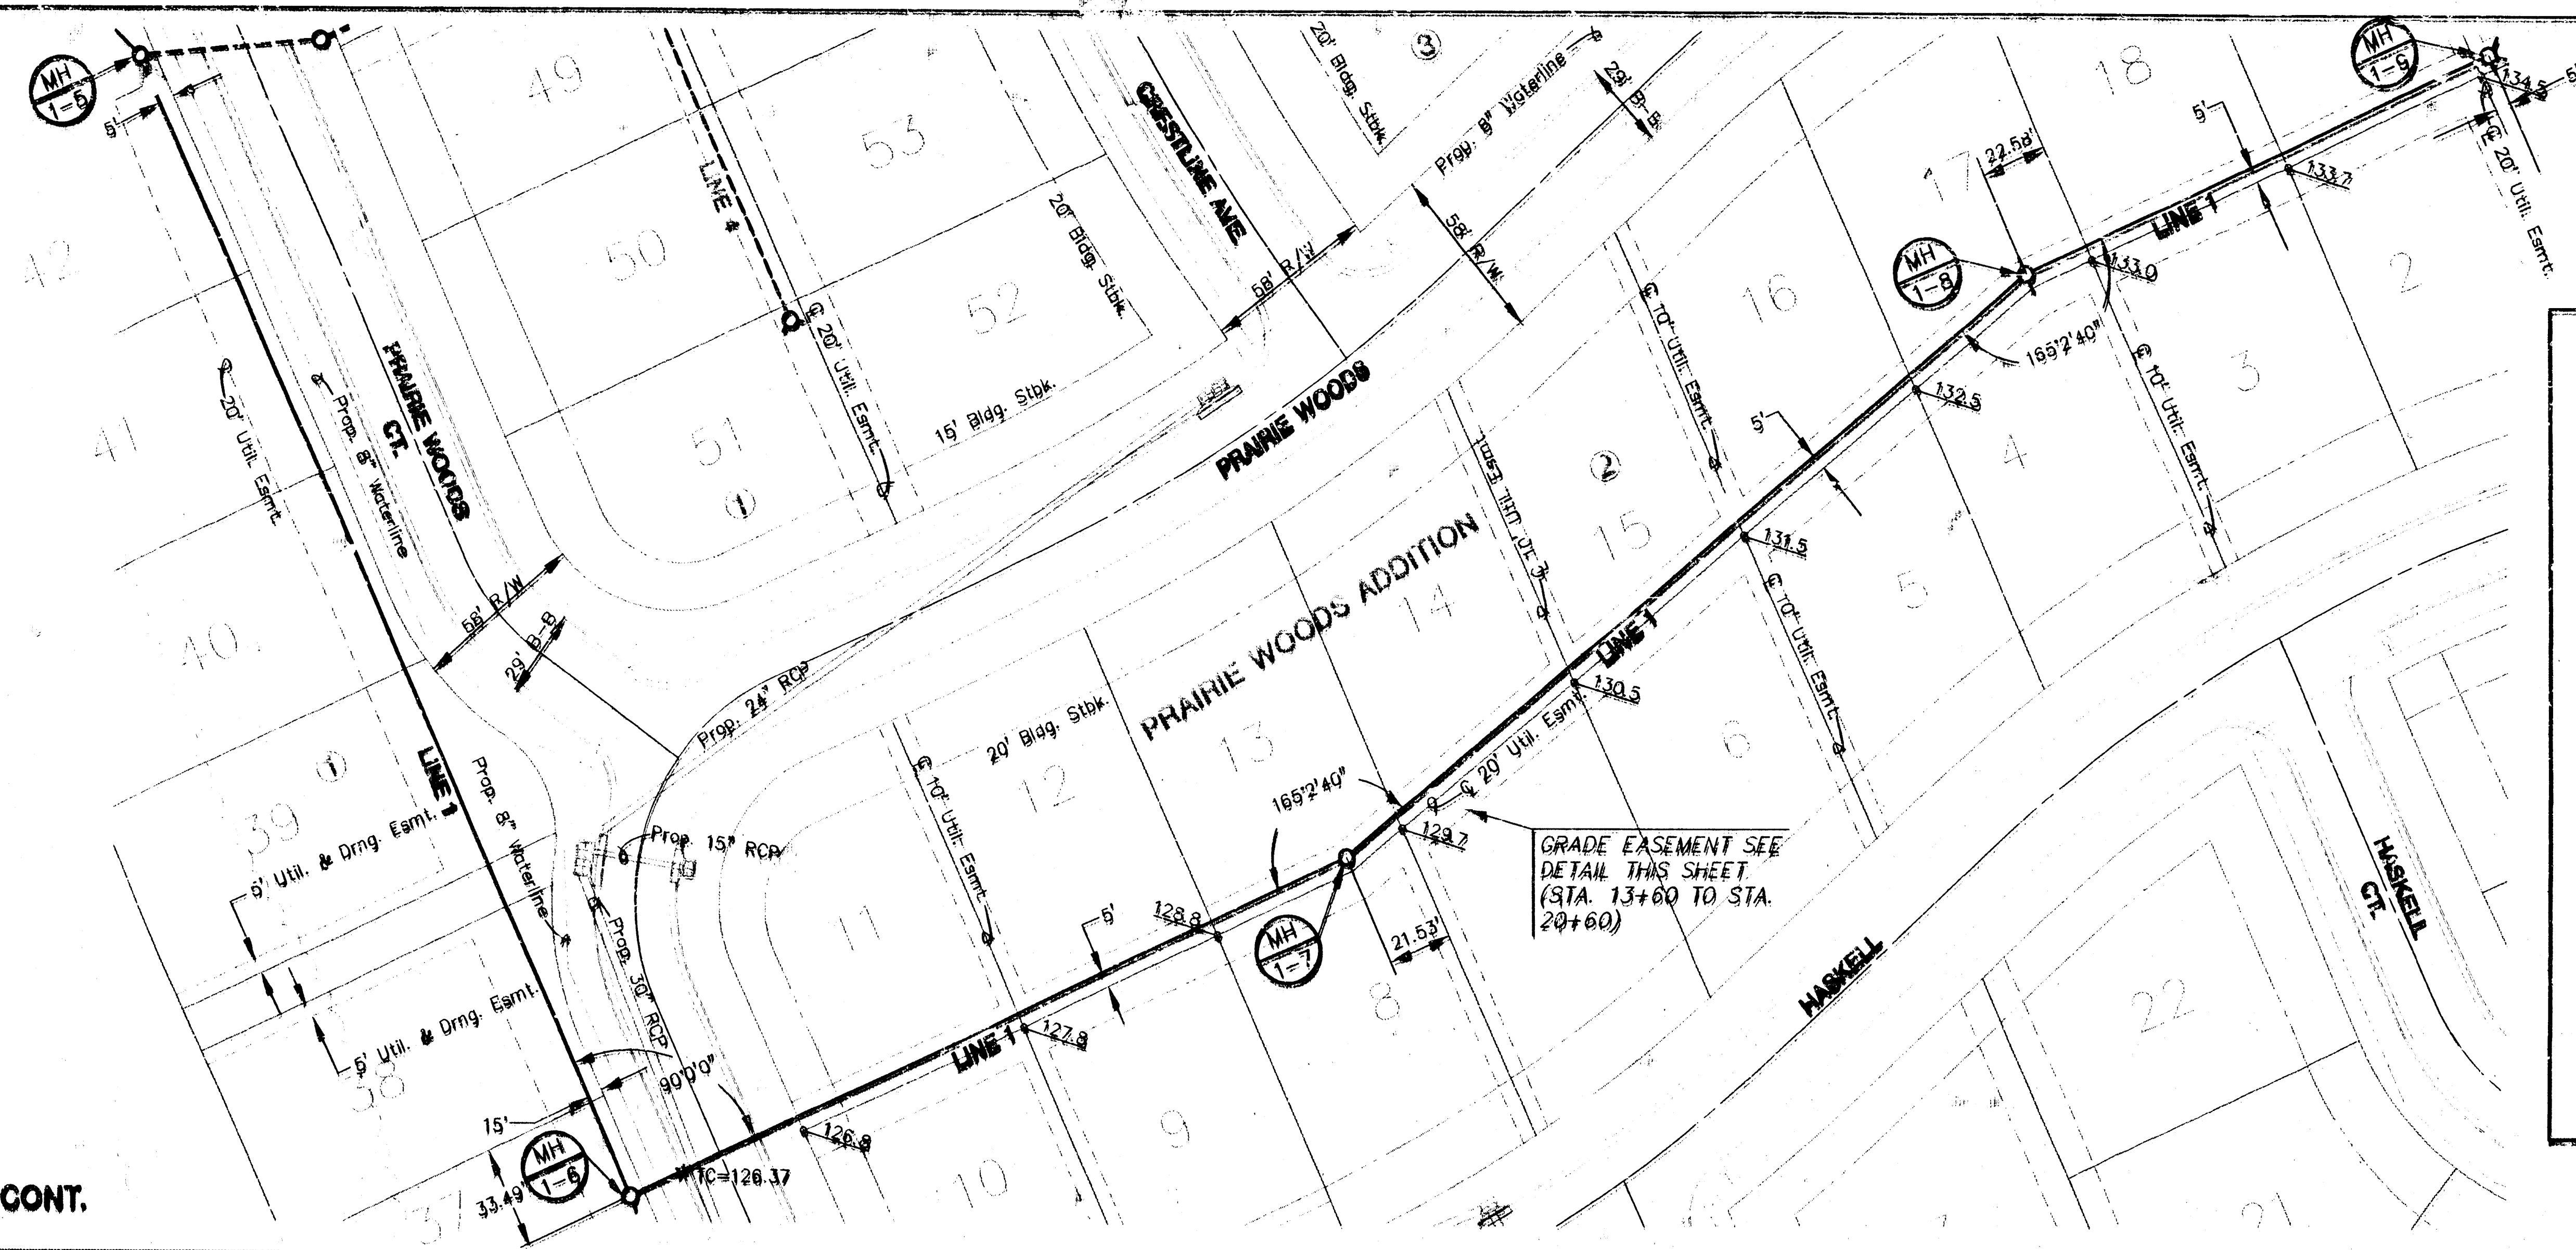 MH
1-5
5'
49
53
50
52
51
42
41
40
39
38
37
LINE 4
CRESTLINE AVE.
20' Bldg. Stbk.
3
Prop. 8" Waterline
29' B-B
58' R/W
58' R/W
20' Bldg. Stbk.
15' Bldg. Stbk.
℄ 20' Util. Esmt.
PRAIRIE WOODS
CT.
20' Util. Esmt.
Prop. 8" Waterline
1
PRAIRIE WOODS
58' R/W
29' B-B
Prop. 24" RCP
20' Bldg. Stbk.
PRAIRIE WOODS ADDITION
1
LINE 1
Prop. 8" Waterline
Prop. 15" RCP
Prop. 30" RCP
5' Util. & Drng. Esmt.
5' Util. & Drng. Esmt.
90°0'0"
15'
33.49'
MH
1-6
TC=126.37
126.8
LINE 1
127.8
5'
128.8
℄ 10' Util. Esmt.
11
12
13
14
15
16
17
18
2
℄ 10' Util. Esmt.
℄ 10' Util. Esmt.
165°2'40"
MH
1-7
21.53'
129.7
℄ 20' Util. Esmt.
130.5
LINE 1
131.5
5'
132.5
165°2'40"
MH
1-8
22.58'
133.0
LINE 1
5'
133.7
MH
1-9
134.5
℄ 20' Util. Esmt.
℄ 10' Util. Esmt.
℄ 10' Util. Esmt.
2
3
4
5
6
8
9
10
GRADE EASEMENT SEE
DETAIL THIS SHEET.
(STA. 13+60 TO STA.
20+60)
HASKELL
HASKELL
CT.
22
21
CONT.